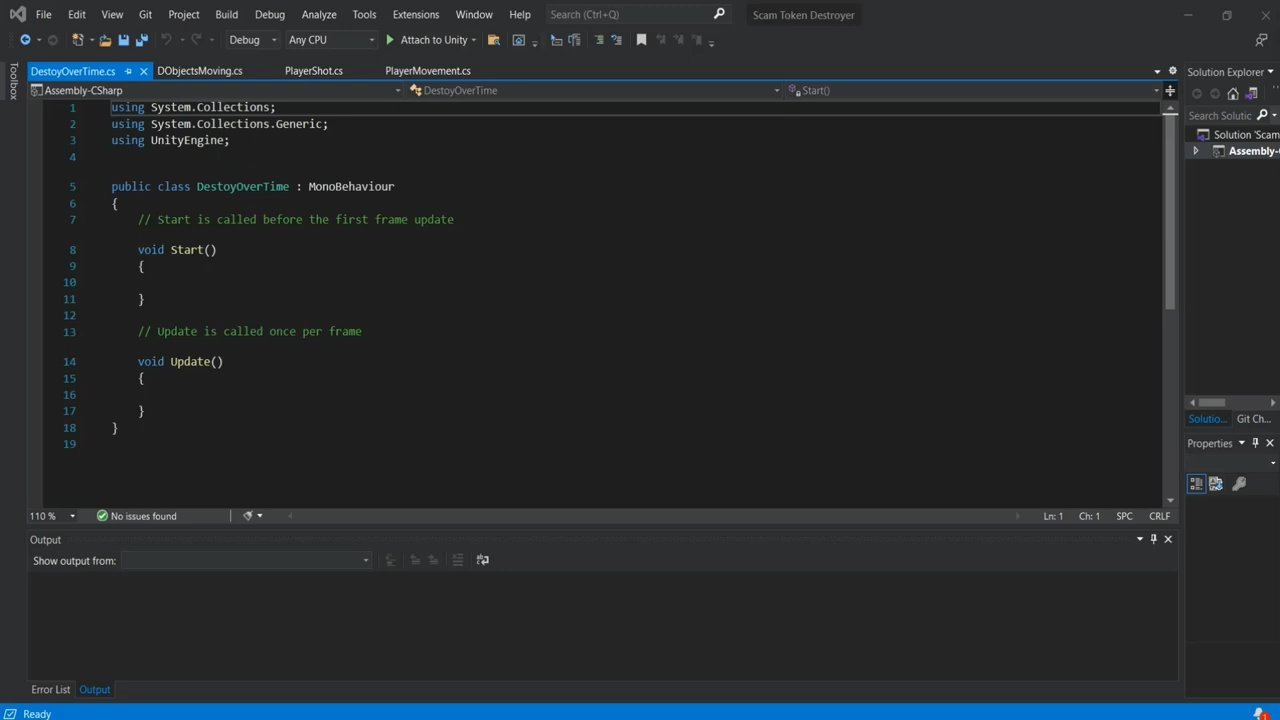 File Edit View Git Project Build Debug Analyze Tools Extensions Window Help Search (Ctrl+Q) Scam Token Destroyer
Debug Any CPU Attach to Unity
Toolbox
DestoyOverTime.cs DObjectsMoving.cs PlayerShot.cs PlayerMovement.cs
Assembly-CSharp DestoyOverTime Start()
1 using System.Collections;
2 using System.Collections.Generic;
3 using UnityEngine;
4
5 public class DestoyOverTime : MonoBehaviour
6 {
7 // Start is called before the first frame update
8 void Start()
9 {
10
11 }
12
13 // Update is called once per frame
14 void Update()
15 {
16
17 }
18 }
19
110 % No issues found Ln: 1 Ch: 1 SPC CRLF
Output
Show output from:
Error List Output
Ready
Solution Explorer
Search Solutic
Solution 'Scam
Assembly-
Solutio... Git Ch...
Properties
1